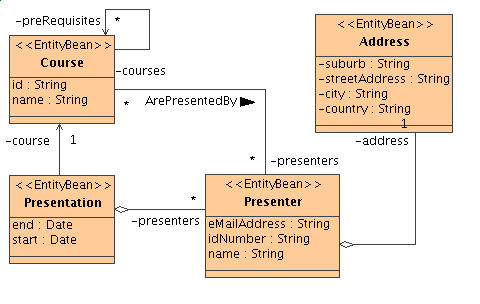 -preRequisites
*
<<EntityBean>>
Course
id : String
name : String
-courses
*
ArePresentedBy
<<EntityBean>>
Address
-suburb : String
-streetAddress : String
-city : String
-country : String
1
-address
-course
1
*
-presenters
<<EntityBean>>
Presentation
end : Date
start : Date
*
-presenters
<<EntityBean>>
Presenter
eMailAddress : String
idNumber : String
name : String